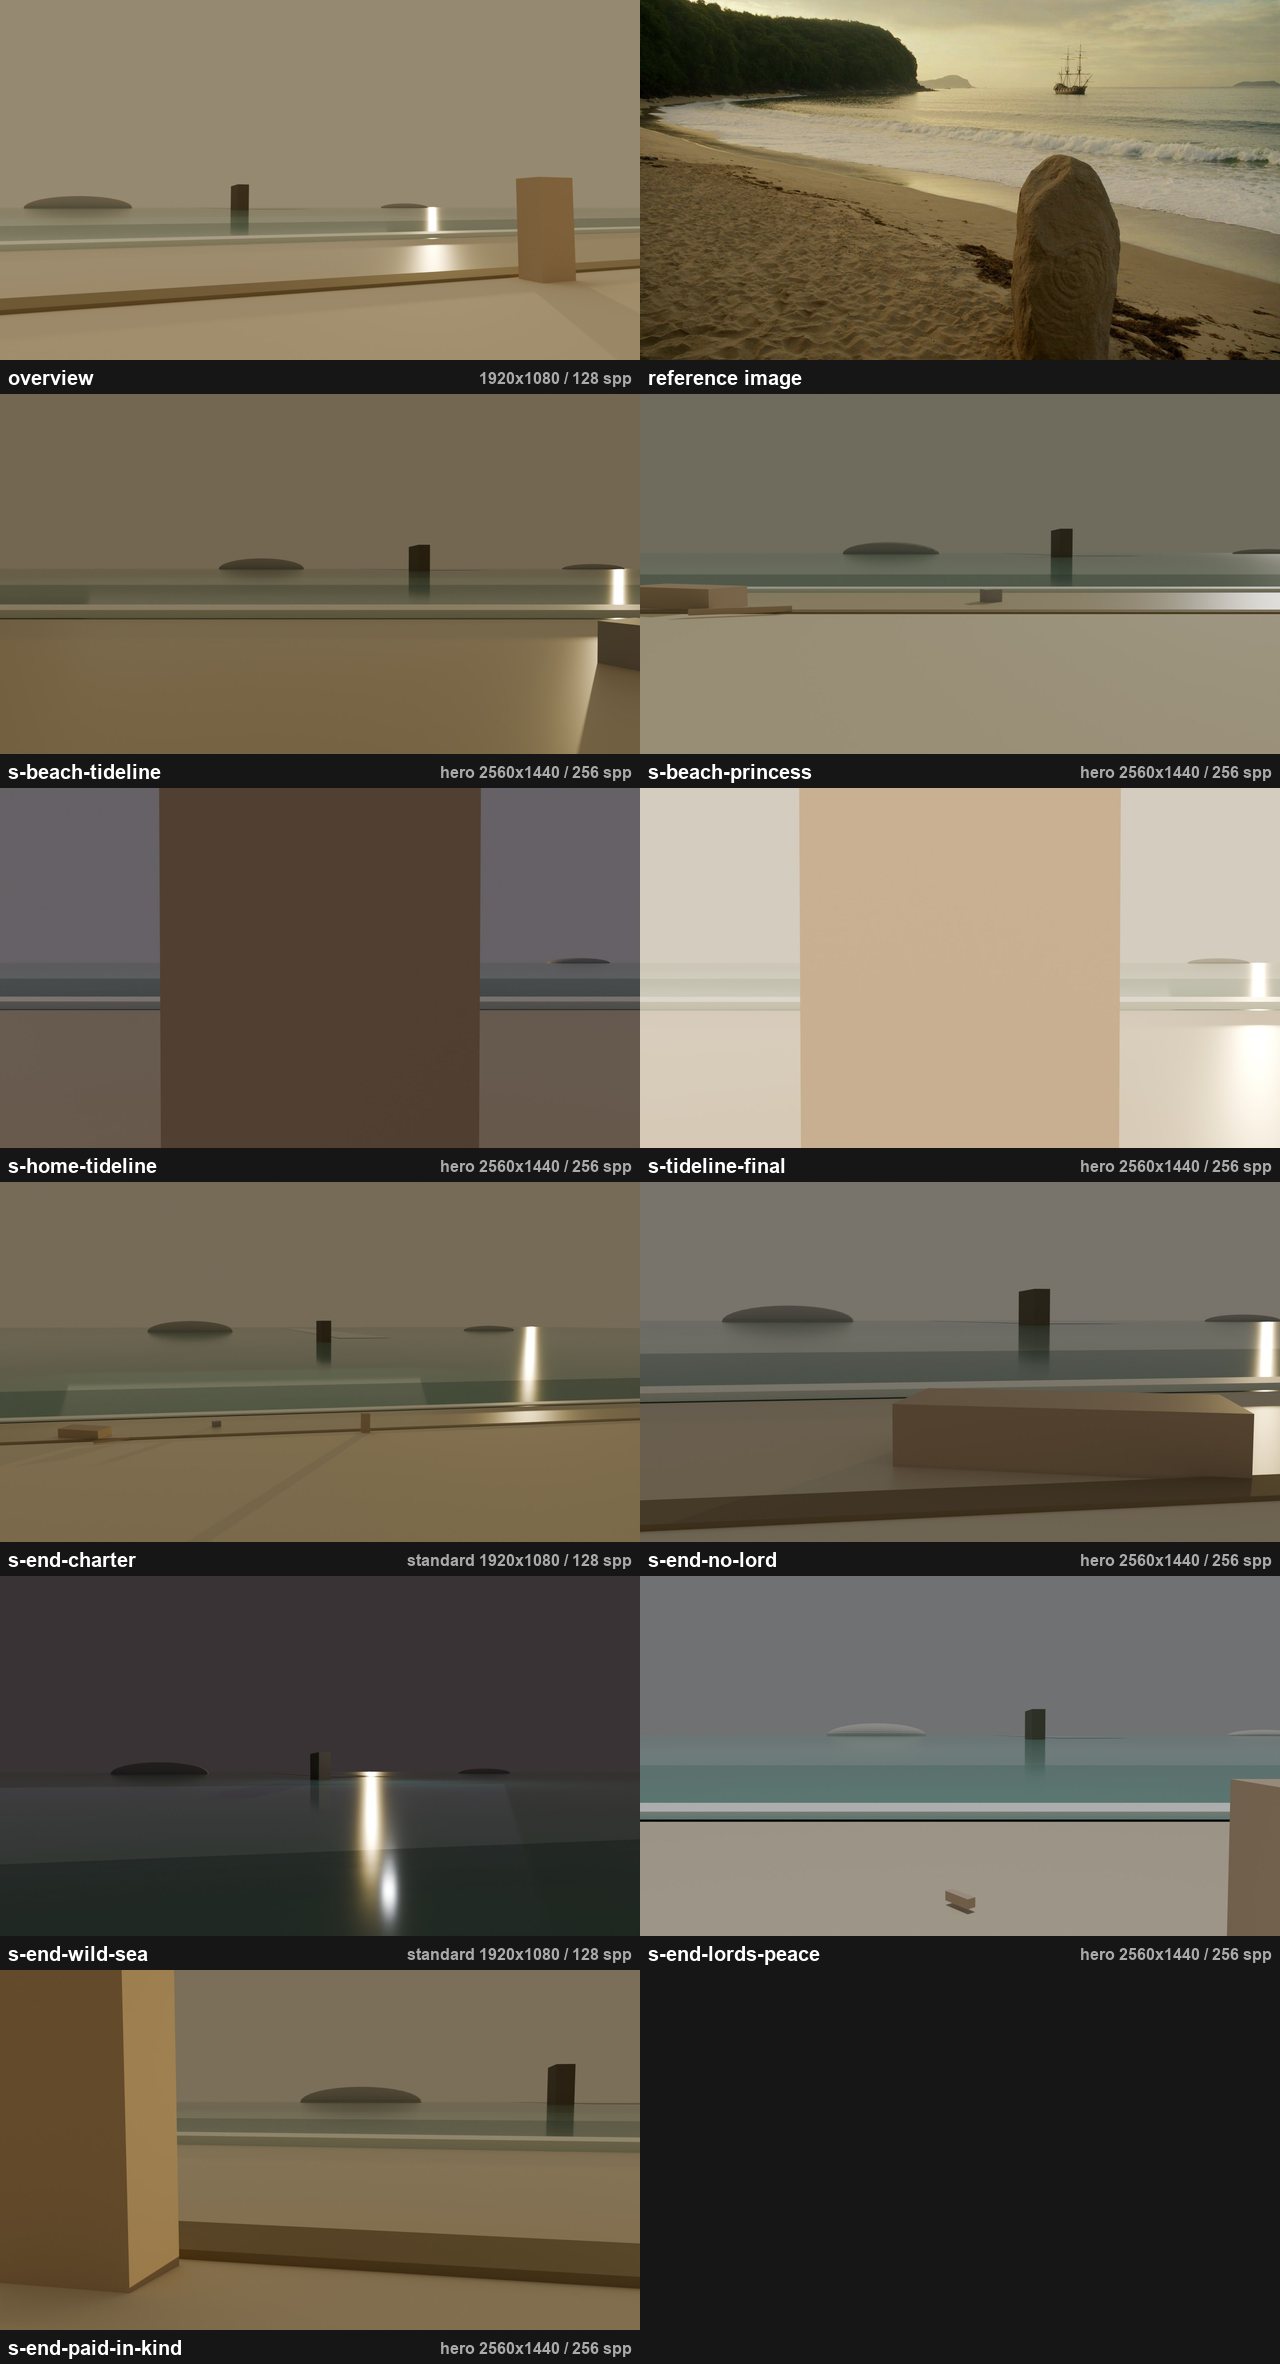 overview 1920x1080 / 128 spp
reference image
s-beach-tideline hero 2560x1440 / 256 spp
s-beach-princess hero 2560x1440 / 256 spp
s-home-tideline hero 2560x1440 / 256 spp
s-tideline-final hero 2560x1440 / 256 spp
s-end-charter standard 1920x1080 / 128 spp
s-end-no-lord hero 2560x1440 / 256 spp
s-end-wild-sea standard 1920x1080 / 128 spp
s-end-lords-peace hero 2560x1440 / 256 spp
s-end-paid-in-kind hero 2560x1440 / 256 spp